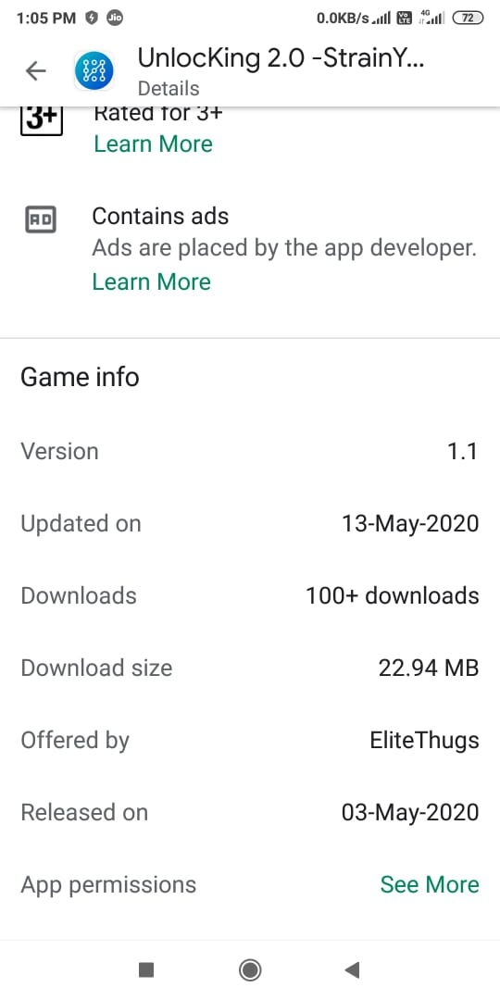 1:05 PM Jio 0.0KB/s Vo LTE 4G 72
UnlocKing 2.0 -StrainY...
Details
3+ Rated for 3+
Learn More
AD Contains ads
Ads are placed by the app developer.
Learn More
Game info
Version 1.1
Updated on 13-May-2020
Downloads 100+ downloads
Download size 22.94 MB
Offered by EliteThugs
Released on 03-May-2020
App permissions See More